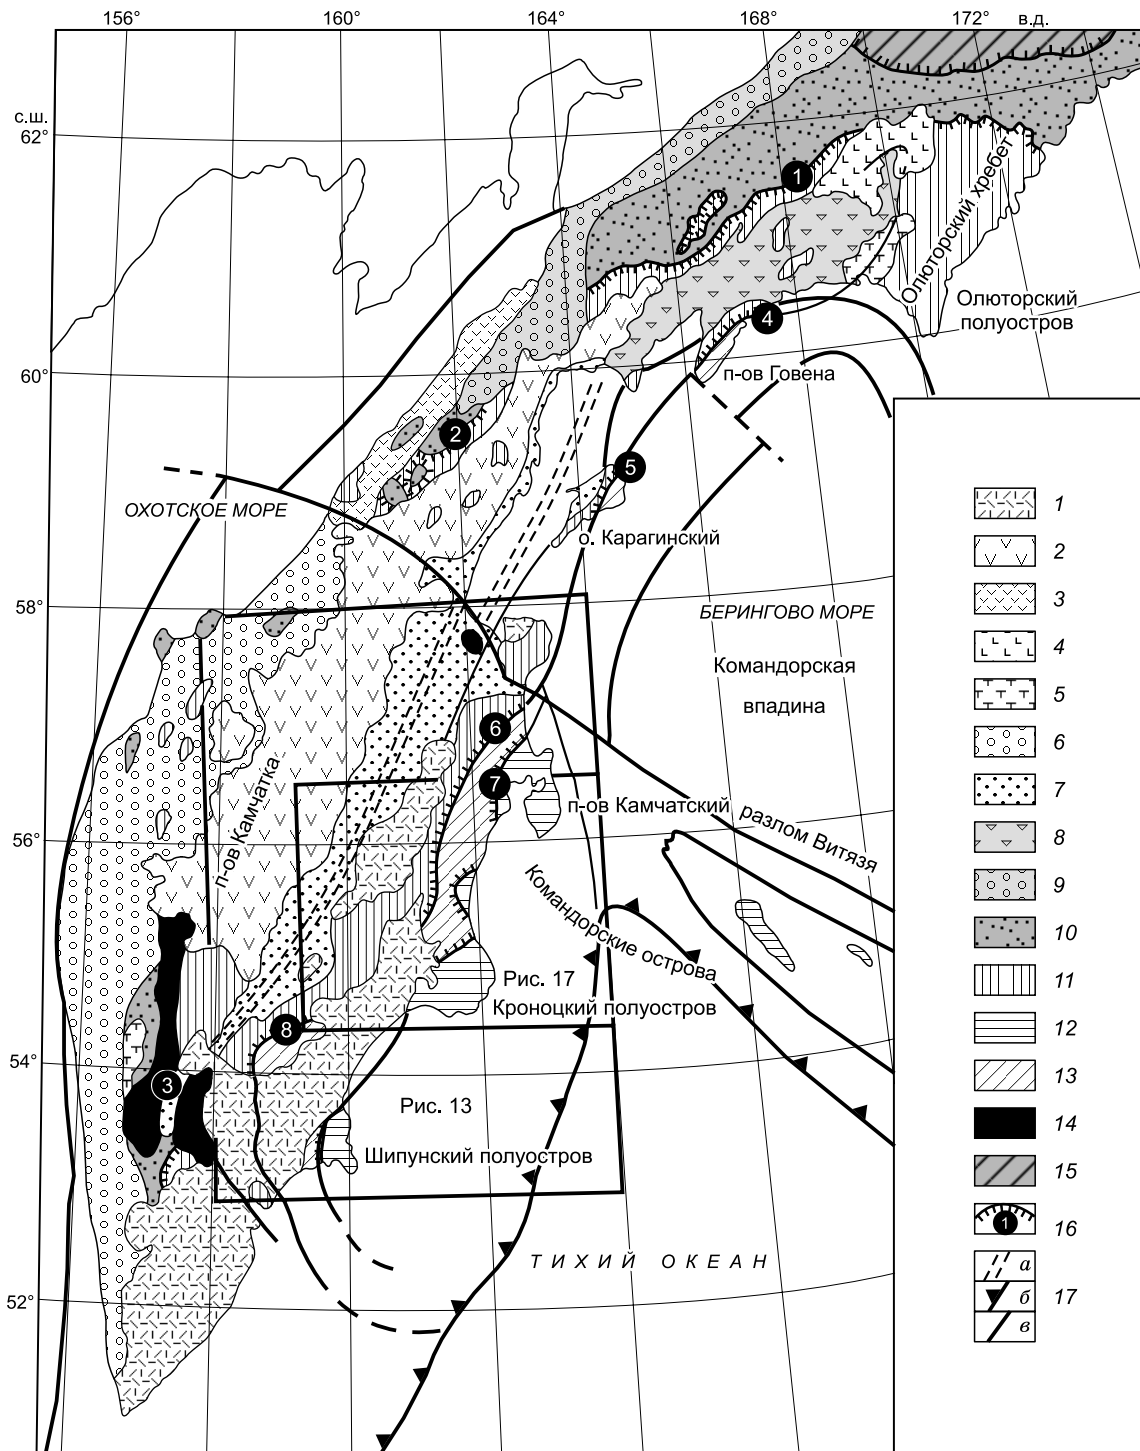 156°
160°
164°
168°
172°
в.д.
с.ш.
62°
1
Олюторский хребет
Олюторский
полуостров
4
60°
п-ов Говена
2
5
ОХОТСКОЕ МОРЕ
о. Карагинский
58°
БЕРИНГОВО МОРЕ
Командорская
впадина
6
7
п-ов Камчатка
п-ов Камчатский
разлом Витязя
56°
Командорские острова
Рис. 17
Кроноцкий полуостров
8
54°
3
Рис. 13
Шипунский полуостров
ТИХИЙ ОКЕАН
52°
1
2
3
4
5
6
7
8
9
10
11
12
13
14
15
1
16
а
б
17
в